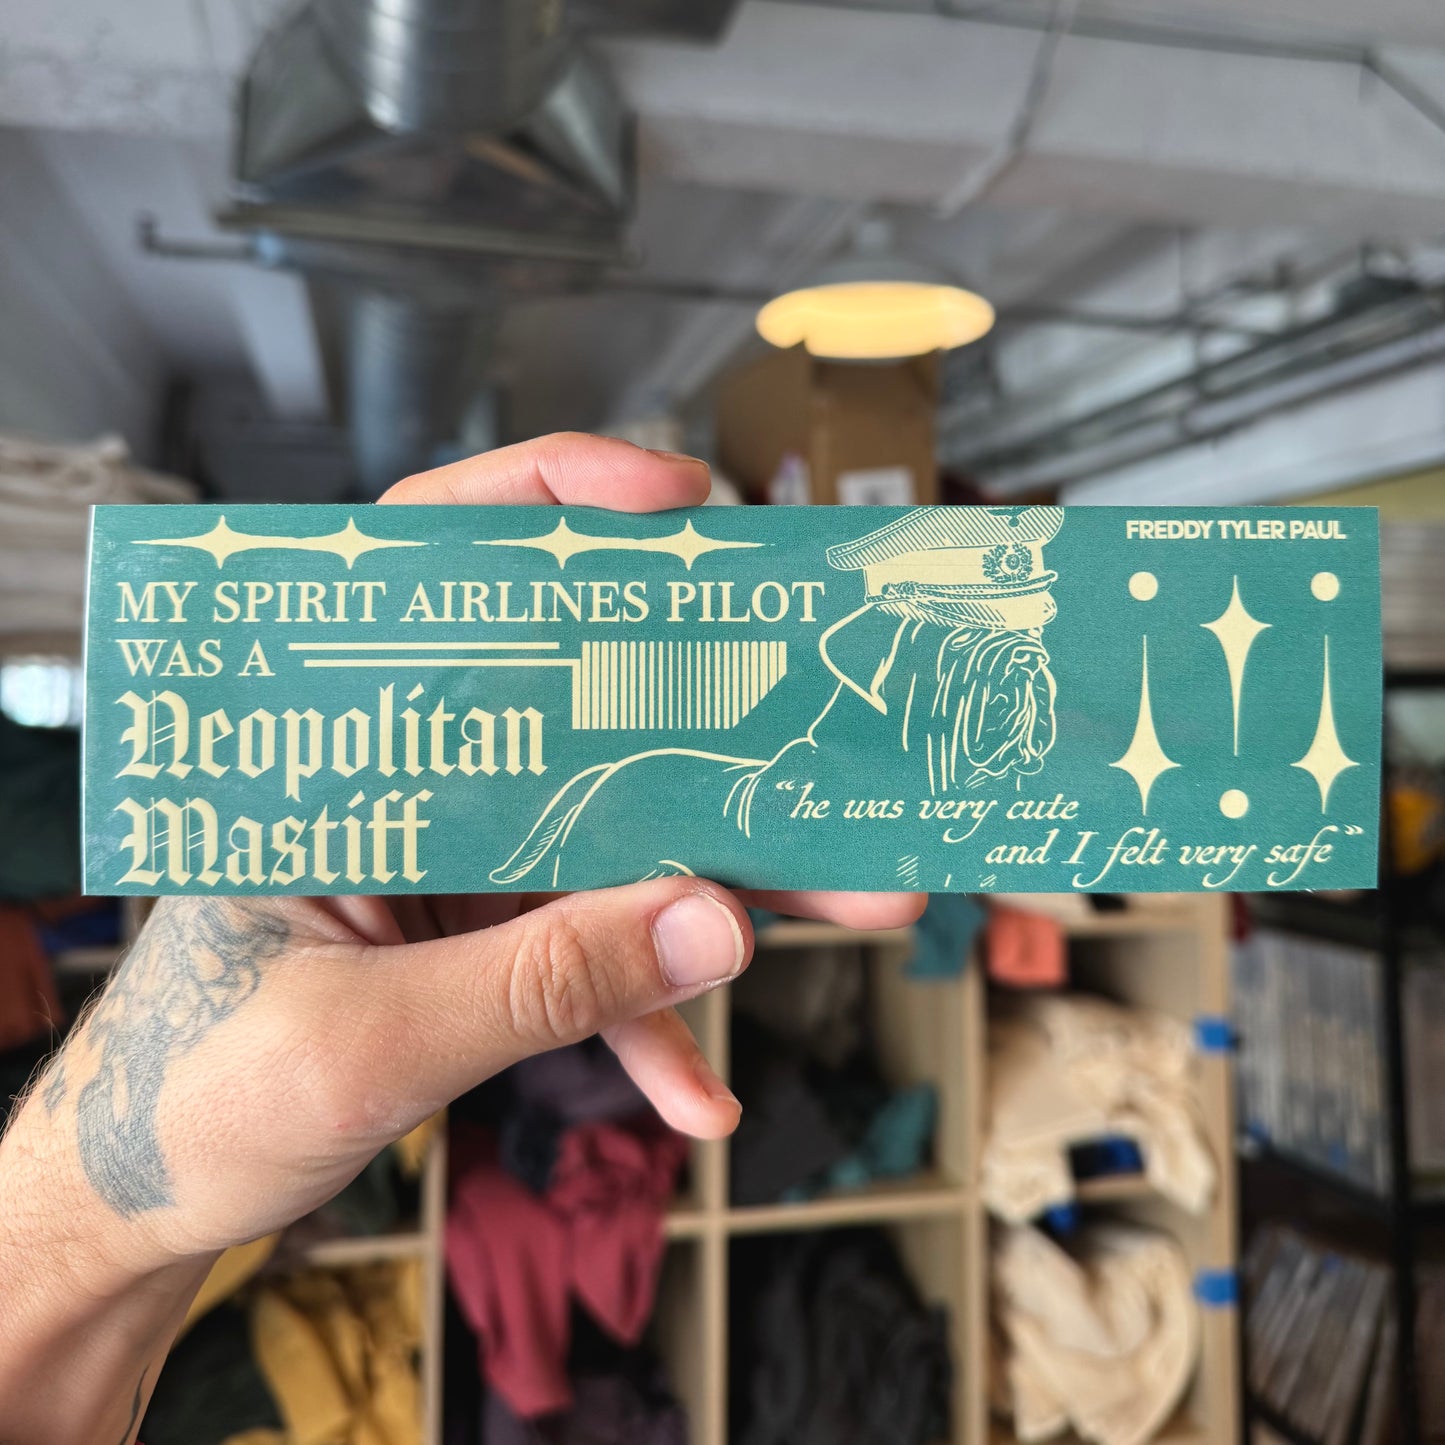 FREDDY TYLER PAUL
MY SPIRIT AIRLINES PILOT
WAS A
Neopolitan
Mastiff
“he was very cute
and I felt very safe”